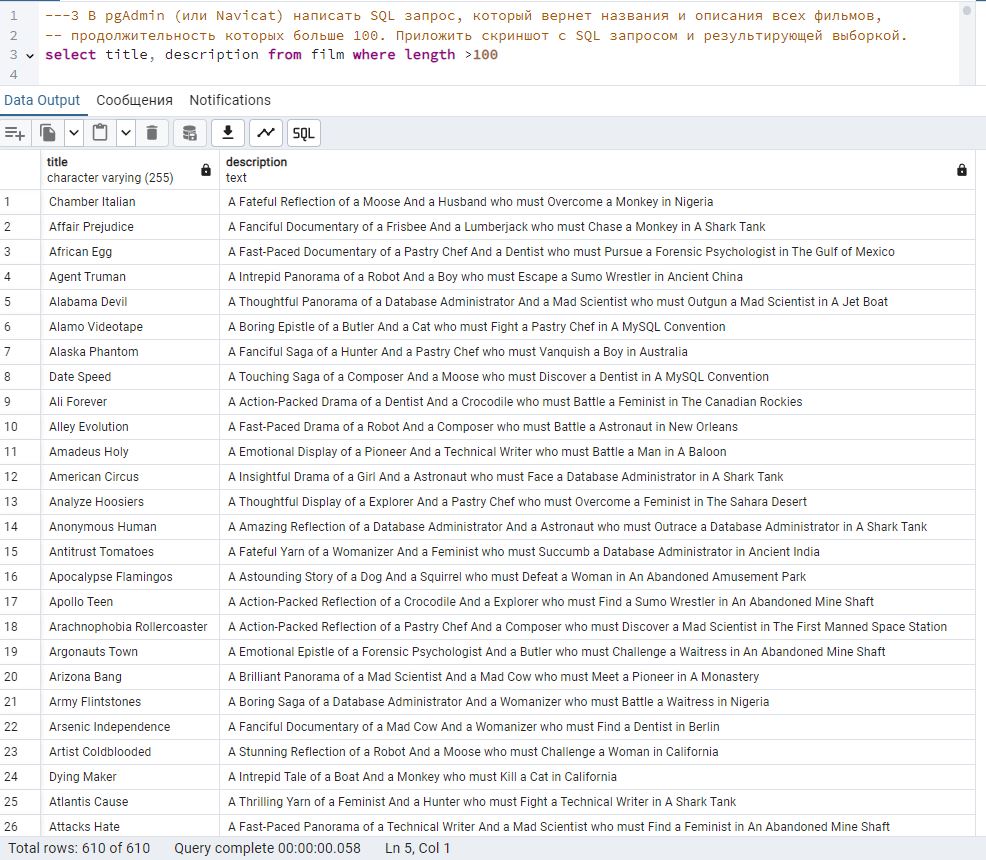 1 ---3 В pgAdmin (или Navicat) написать SQL запрос, который вернет названия и описания всех фильмов,
2 -- продолжительность которых больше 100. Приложить скриншот с SQL запросом и результирующей выборкой.
3 select title, description from film where length >100
4
Data Output Сообщения Notifications
SQL
title description
character varying (255) text
1 Chamber Italian A Fateful Reflection of a Moose And a Husband who must Overcome a Monkey in Nigeria
2 Affair Prejudice A Fanciful Documentary of a Frisbee And a Lumberjack who must Chase a Monkey in A Shark Tank
3 African Egg A Fast-Paced Documentary of a Pastry Chef And a Dentist who must Pursue a Forensic Psychologist in The Gulf of Mexico
4 Agent Truman A Intrepid Panorama of a Robot And a Boy who must Escape a Sumo Wrestler in Ancient China
5 Alabama Devil A Thoughtful Panorama of a Database Administrator And a Mad Scientist who must Outgun a Mad Scientist in A Jet Boat
6 Alamo Videotape A Boring Epistle of a Butler And a Cat who must Fight a Pastry Chef in A MySQL Convention
7 Alaska Phantom A Fanciful Saga of a Hunter And a Pastry Chef who must Vanquish a Boy in Australia
8 Date Speed A Touching Saga of a Composer And a Moose who must Discover a Dentist in A MySQL Convention
9 Ali Forever A Action-Packed Drama of a Dentist And a Crocodile who must Battle a Feminist in The Canadian Rockies
10 Alley Evolution A Fast-Paced Drama of a Robot And a Composer who must Battle a Astronaut in New Orleans
11 Amadeus Holy A Emotional Display of a Pioneer And a Technical Writer who must Battle a Man in A Baloon
12 American Circus A Insightful Drama of a Girl And a Astronaut who must Face a Database Administrator in A Shark Tank
13 Analyze Hoosiers A Thoughtful Display of a Explorer And a Pastry Chef who must Overcome a Feminist in The Sahara Desert
14 Anonymous Human A Amazing Reflection of a Database Administrator And a Astronaut who must Outrace a Database Administrator in A Shark Tank
15 Antitrust Tomatoes A Fateful Yarn of a Womanizer And a Feminist who must Succumb a Database Administrator in Ancient India
16 Apocalypse Flamingos A Astounding Story of a Dog And a Squirrel who must Defeat a Woman in An Abandoned Amusement Park
17 Apollo Teen A Action-Packed Reflection of a Crocodile And a Explorer who must Find a Sumo Wrestler in An Abandoned Mine Shaft
18 Arachnophobia Rollercoaster A Action-Packed Reflection of a Pastry Chef And a Composer who must Discover a Mad Scientist in The First Manned Space Station
19 Argonauts Town A Emotional Epistle of a Forensic Psychologist And a Butler who must Challenge a Waitress in An Abandoned Mine Shaft
20 Arizona Bang A Brilliant Panorama of a Mad Scientist And a Mad Cow who must Meet a Pioneer in A Monastery
21 Army Flintstones A Boring Saga of a Database Administrator And a Womanizer who must Battle a Waitress in Nigeria
22 Arsenic Independence A Fanciful Documentary of a Mad Cow And a Womanizer who must Find a Dentist in Berlin
23 Artist Coldblooded A Stunning Reflection of a Robot And a Moose who must Challenge a Woman in California
24 Dying Maker A Intrepid Tale of a Boat And a Monkey who must Kill a Cat in California
25 Atlantis Cause A Thrilling Yarn of a Feminist And a Hunter who must Fight a Technical Writer in A Shark Tank
26 Attacks Hate A Fast-Paced Panorama of a Technical Writer And a Mad Scientist who must Find a Feminist in An Abandoned Mine Shaft
Total rows: 610 of 610 Query complete 00:00:00.058 Ln 5, Col 1